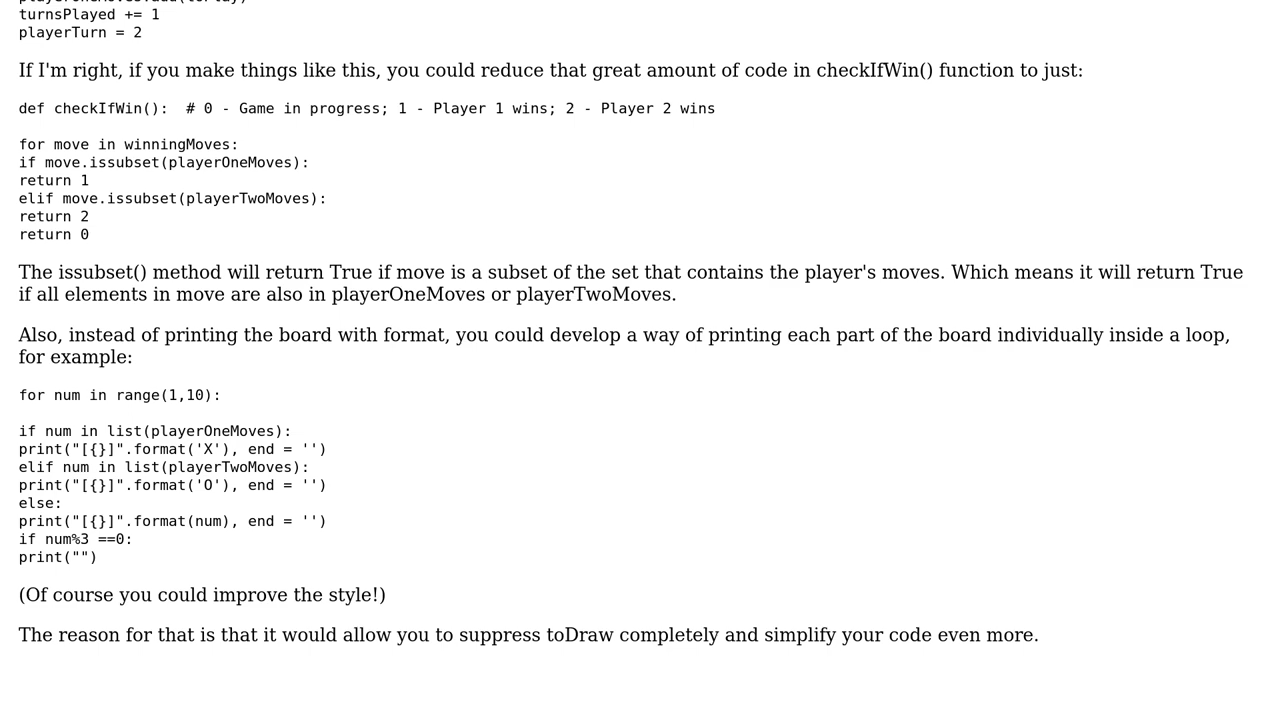 turnsPlayed += 1
playerTurn = 2
If I'm right, if you make things like this, you could reduce that great amount of code in checkIfWin() function to just:
def checkIfWin():  # 0 - Game in progress; 1 - Player 1 wins; 2 - Player 2 wins
for move in winningMoves:
if move.issubset(playerOneMoves):
return 1
elif move.issubset(playerTwoMoves):
return 2
return 0
The issubset() method will return True if move is a subset of the set that contains the player's moves. Which means it will return True
if all elements in move are also in playerOneMoves or playerTwoMoves.
Also, instead of printing the board with format, you could develop a way of printing each part of the board individually inside a loop,
for example:
for num in range(1,10):
if num in list(playerOneMoves):
print("[{}]".format('X'), end = '')
elif num in list(playerTwoMoves):
print("[{}]".format('O'), end = '')
else:
print("[{}]".format(num), end = '')
if num%3 ==0:
print("")
(Of course you could improve the style!)
The reason for that is that it would allow you to suppress toDraw completely and simplify your code even more.